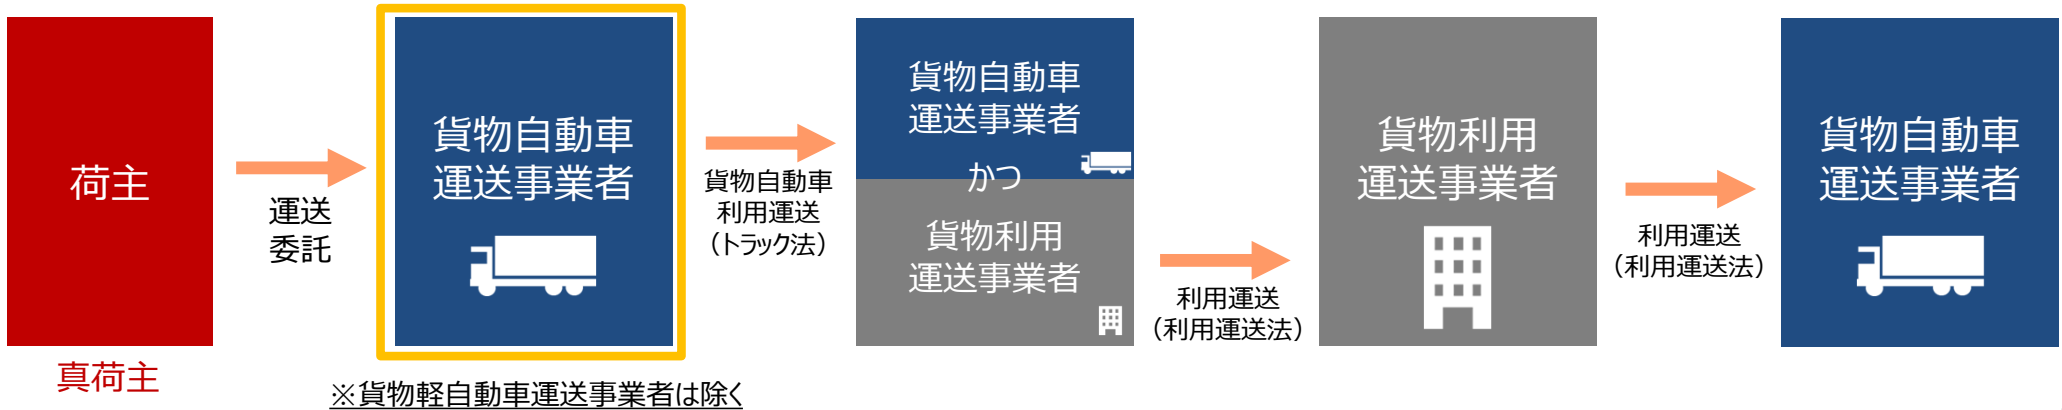 荷主
真荷主
運送
委託
貨物自動車
運送事業者
※貨物軽自動車運送事業者は除く
貨物自動車
利用運送
（トラック法）
貨物自動車
運送事業者
かつ
貨物利用
運送事業者
利用運送
（利用運送法）
貨物利用
運送事業者
利用運送
（利用運送法）
貨物自動車
運送事業者